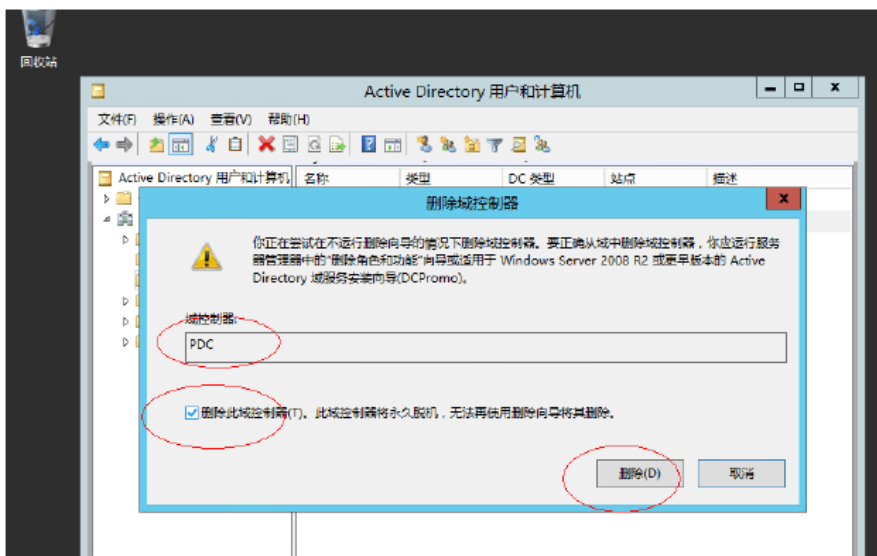 回收站
Active Directory 用户和计算机
文件(F) 操作(A) 查看(V) 帮助(H)
Active Directory 用户和计算机
名称 类型 DC 类型 站点 描述
删除域控制器
你正在尝试在不运行删除向导的情况下删除域控制器。要正确从域中删除域控制器，你应运行服务
器管理器中的"删除角色和功能"向导或适用于 Windows Server 2008 R2 或更早版本的 Active
Directory 域服务安装向导(DCPromo)。
域控制器:
PDC
删除此域控制器(T)。此域控制器将永久脱机，无法再使用删除向导将其删除。
删除(D) 取消